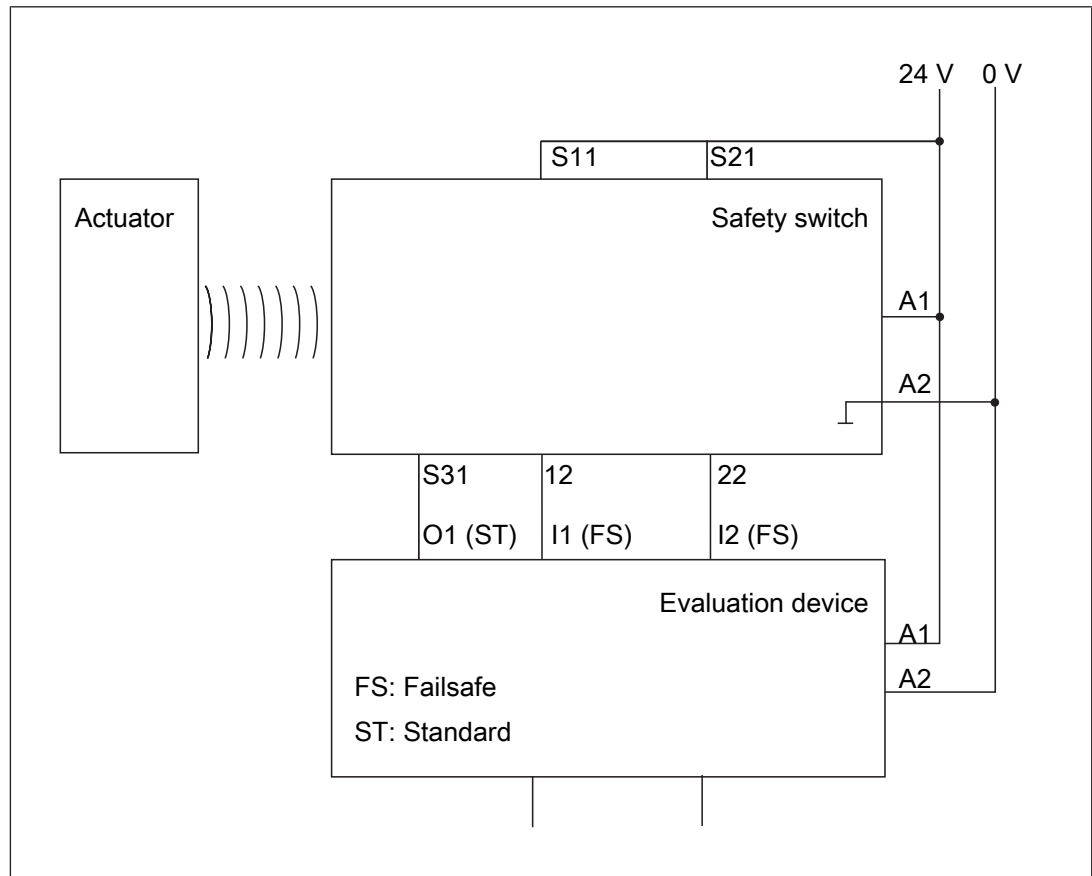 24 V 0 V
S11 S21
Actuator
Safety switch
A1
A2
S31 12 22
O1 (ST) I1 (FS) I2 (FS)
Evaluation device
A1
A2
FS: Failsafe
ST: Standard